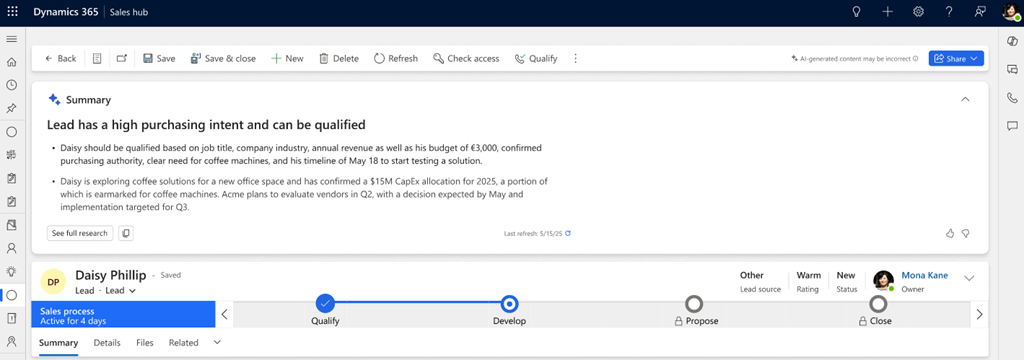 Dynamics 365 Sales hub
Back Save Save & close New Delete Refresh Check access Qualify AI-generated content may be incorrect Share
Summary
Lead has a high purchasing intent and can be qualified
• Daisy should be qualified based on job title, company industry, annual revenue as well as his budget of €3,000, confirmed
purchasing authority, clear need for coffee machines, and his timeline of May 18 to start testing a solution.
• Daisy is exploring coffee solutions for a new office space and has confirmed a $15M CapEx allocation for 2025, a portion of
which is earmarked for coffee machines. Acme plans to evaluate vendors in Q2, with a decision expected by May and
implementation targeted for Q3.
See full research Last refresh: 5/15/25
DP
Daisy Phillip - Saved
Lead · Lead
Other
Lead source
Warm
Rating
New
Status
Mona Kane
Owner
Sales process
Active for 4 days
Qualify Develop Propose Close
Summary Details Files Related